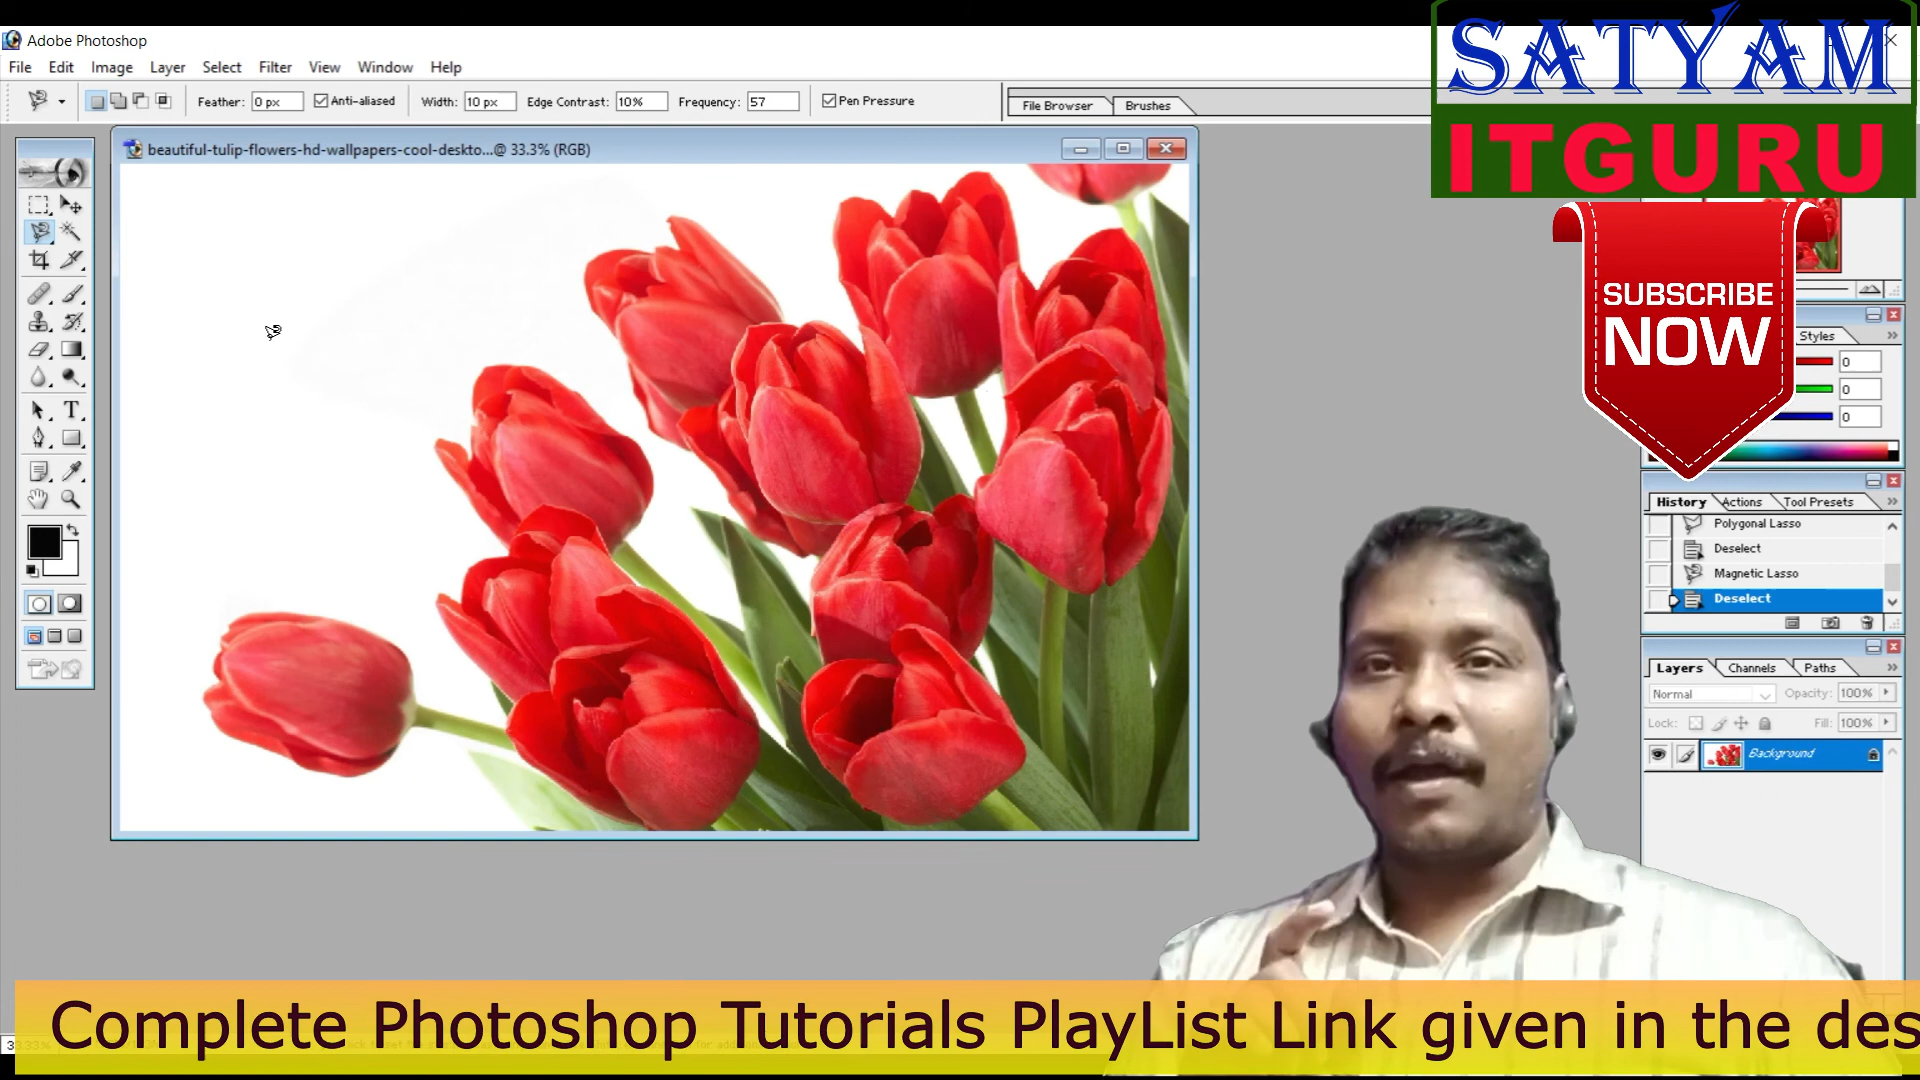 Adobe Photoshop
SATYAM
ITGURU
File Edit Image Layer Select Filter View Window Help
Feather: 0 px Anti-aliased Width: 10 px Edge Contrast: 10% Frequency: 57 Pen Pressure
File Browser Brushes
beautiful-tulip-flowers-hd-wallpapers-cool-deskto...@ 33.3% (RGB)
SUBSCRIBE
NOW
Styles
0
0
0
History Actions Tool Presets
Polygonal Lasso
Deselect
Magnetic Lasso
Deselect
Layers Channels Paths
Normal Opacity: 100%
Lock: Fill: 100%
Background
Complete Photoshop Tutorials PlayList Link given in the des